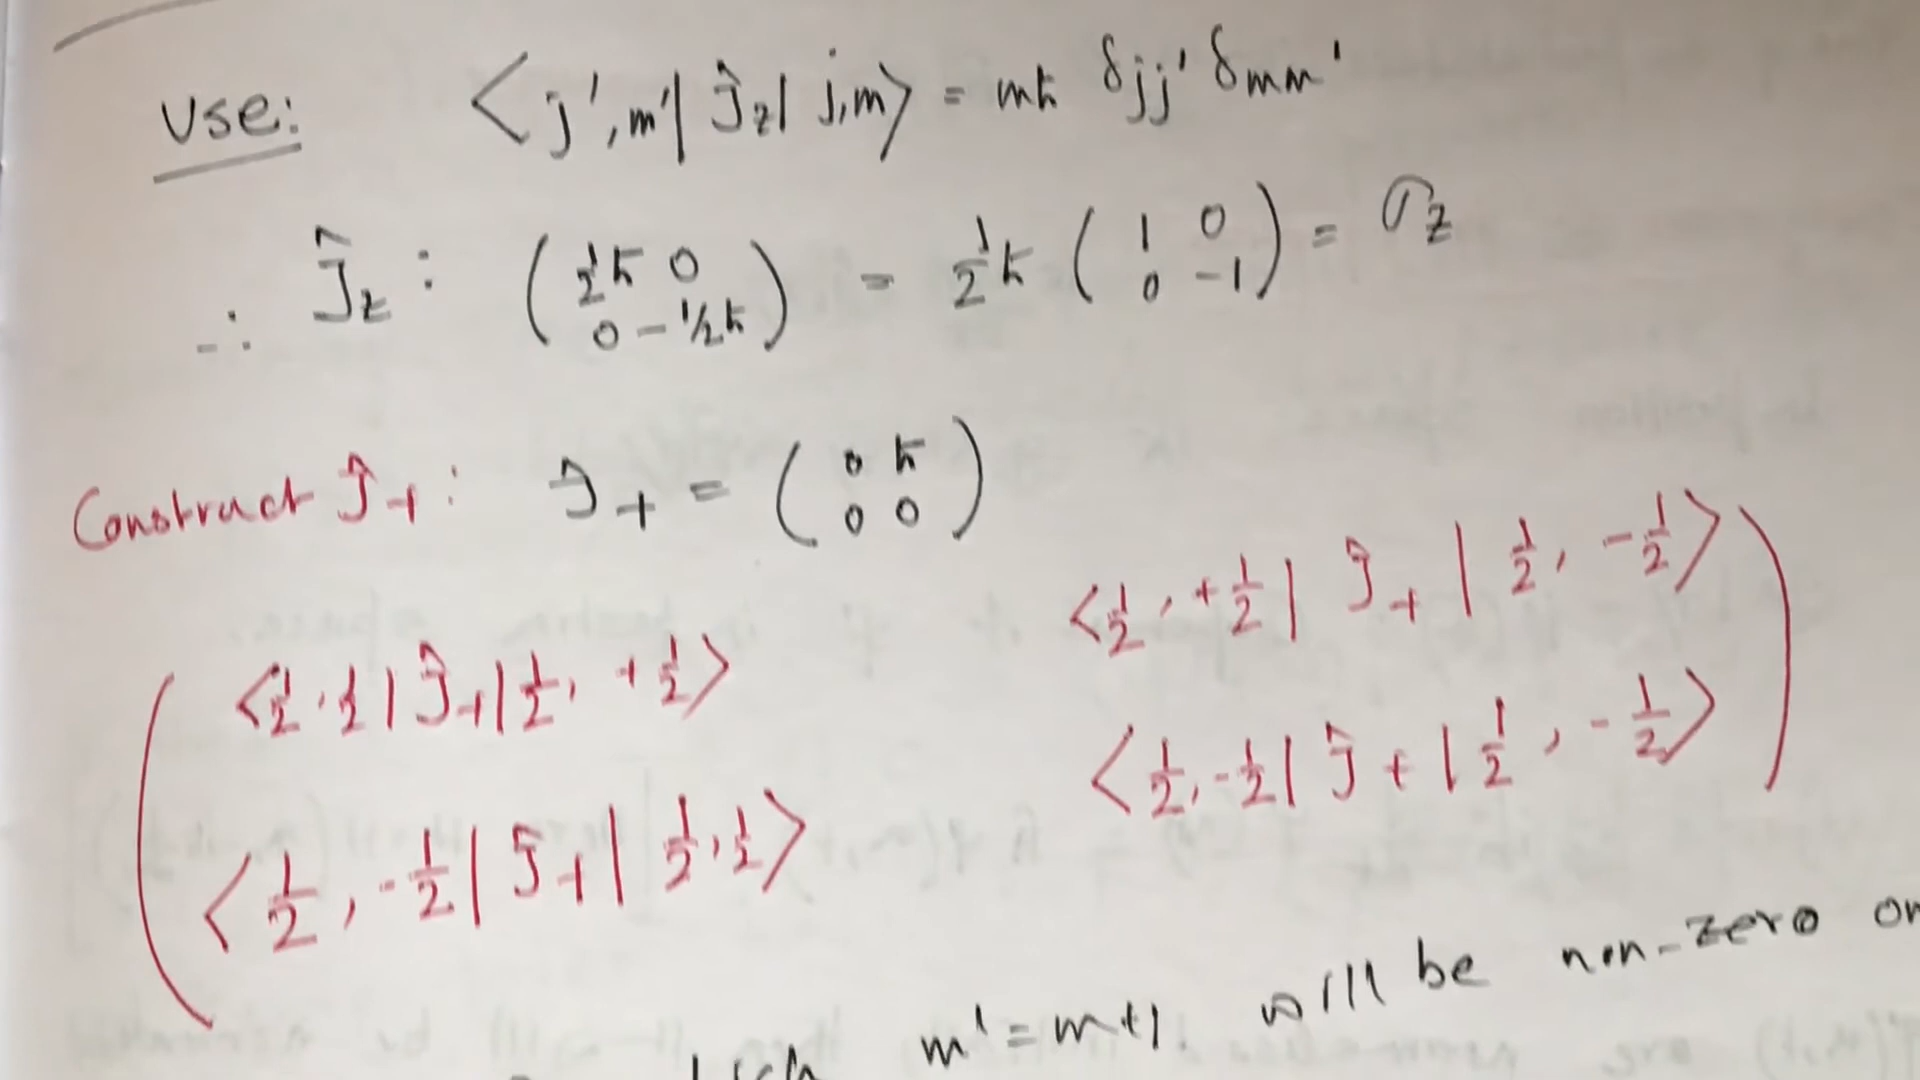 Use: ⟨j',m'| Ĵz | j,m⟩ = mħ δjj' δmm'
∴ Ĵz : ( ½ħ 0 ; 0 -1/2ħ ) = ½ħ ( 1 0 ; 0 -1 ) = σz
Construct Ĵ+ : Ĵ+ = ( 0 ħ ; 0 0 )
( ⟨½,½| Ĵ+ |½, +½⟩ ⟨½, +½| Ĵ+ | ½, -½⟩
⟨½, -½| Ĵ+ | ½,½⟩ ⟨½,-½| Ĵ+ | ½, -½⟩ )
m' = m+1 will be non-zero